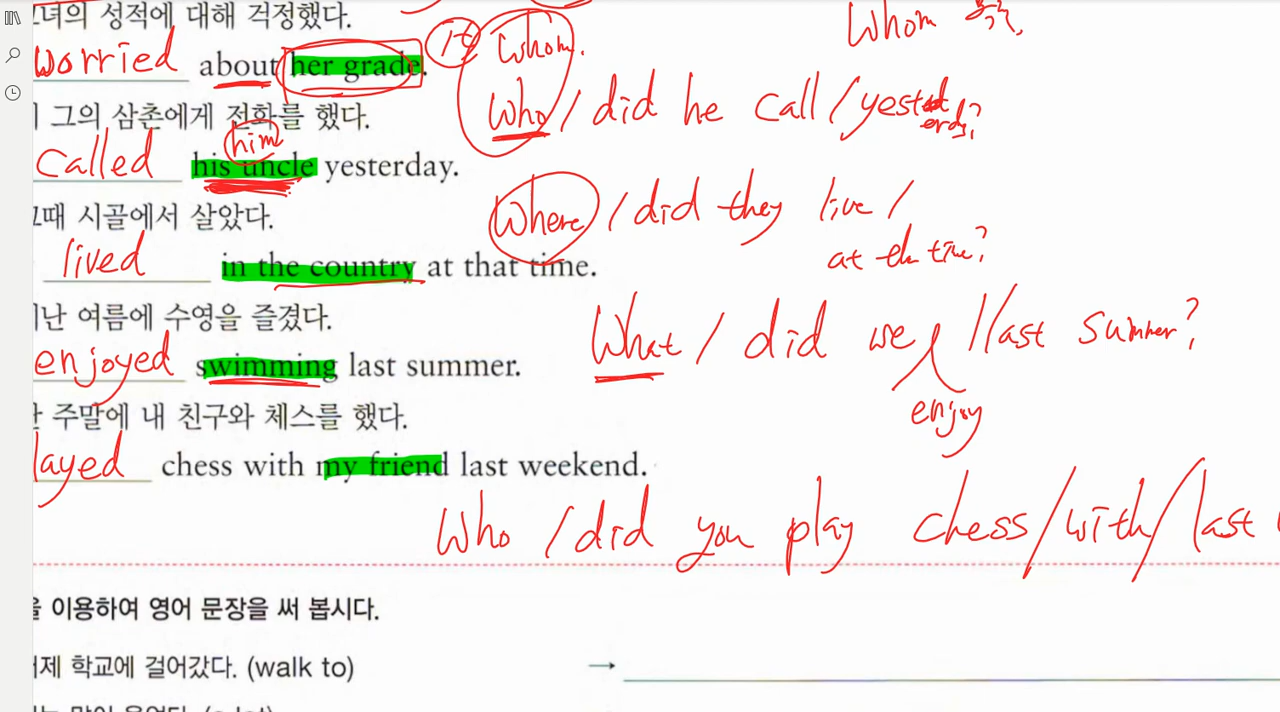 그녀의 성적에 대해 걱정했다.
whom
worried about her grade. it whom.
who / did he call / yesterday?
그의 삼촌에게 전화를 했다.
him
called his uncle yesterday.
where / did they live /
그때 시골에서 살았다.
at the time?
lived in the country at that time.
지난 여름에 수영을 즐겼다.
What / did we / last summer?
enjoyed swimming last summer.
enjoy
주말에 내 친구와 체스를 했다.
layed chess with my friend last weekend.
Who / did you play chess / with / last
을 이용하여 영어 문장을 써 봅시다.
어제 학교에 걸어갔다. (walk to) →